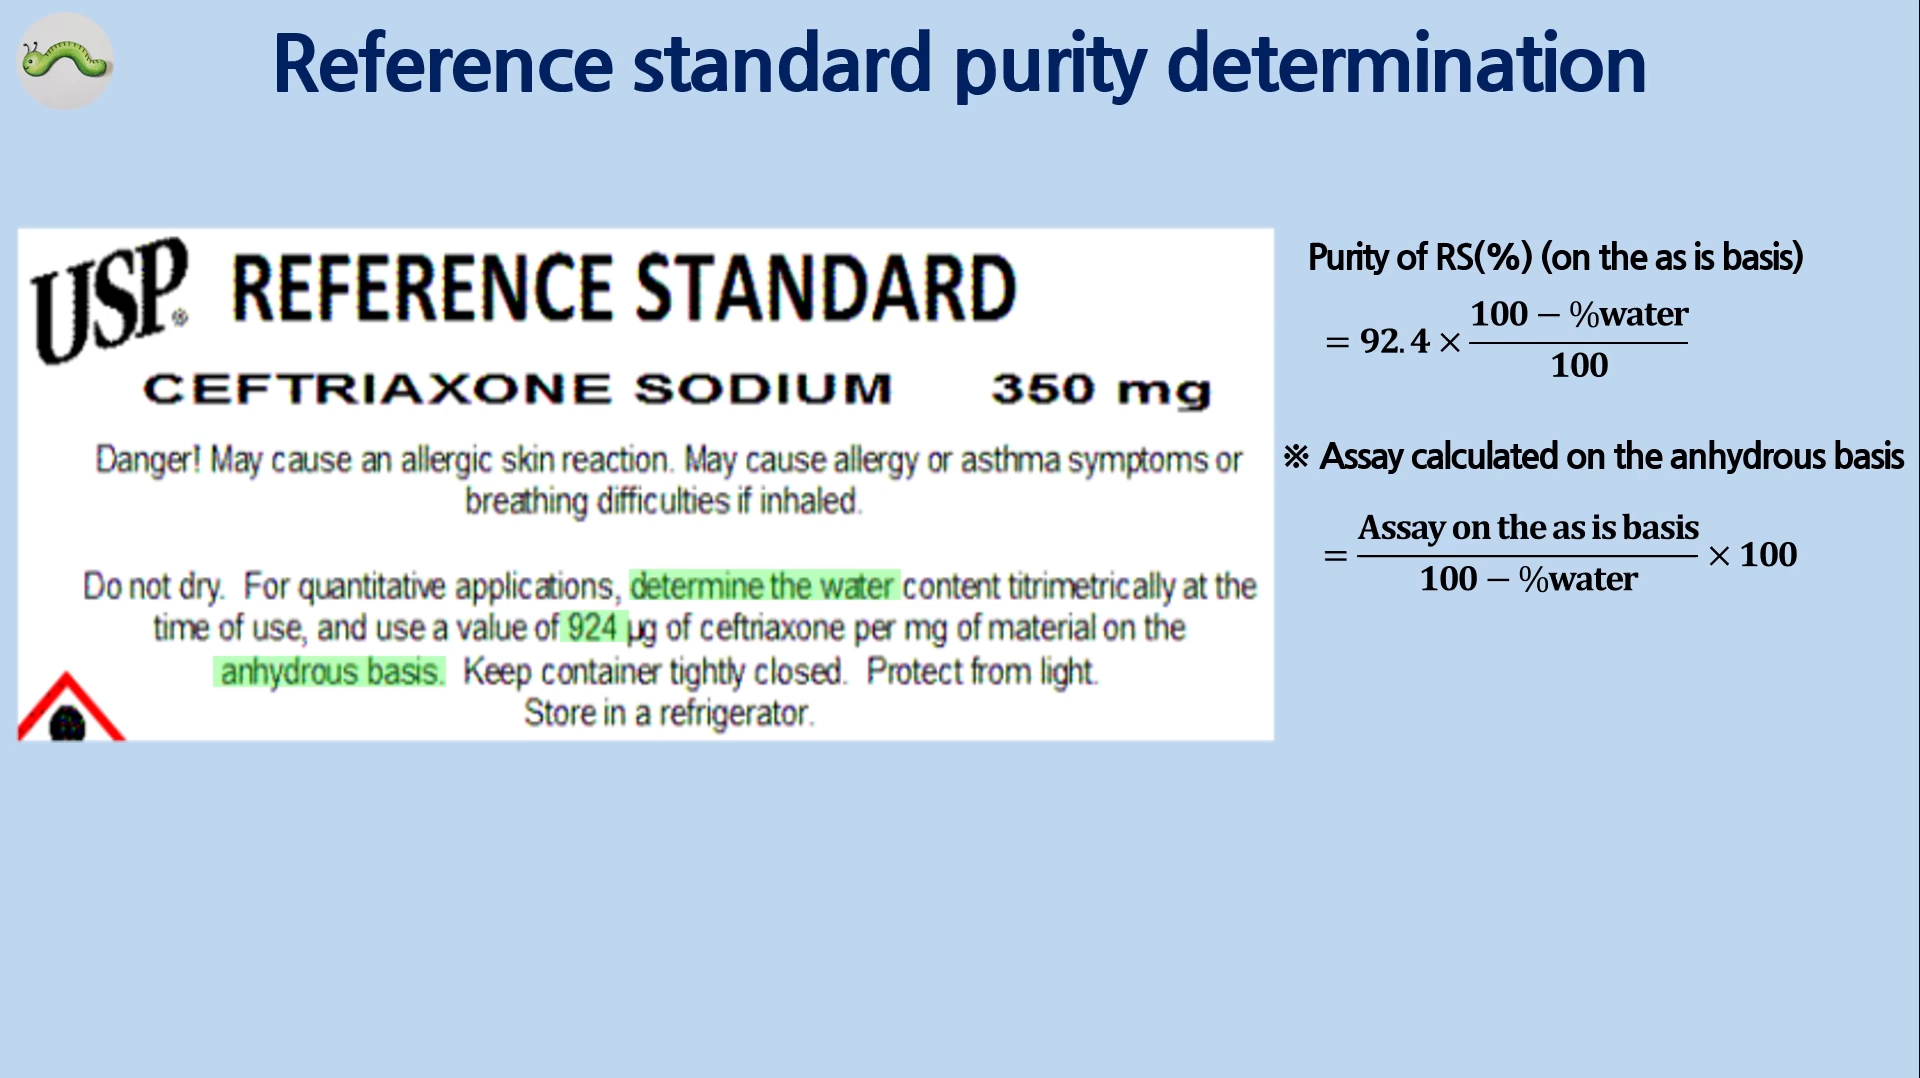 Reference standard purity determination
USP® REFERENCE STANDARD
CEFTRIAXONE SODIUM 350 mg
Danger! May cause an allergic skin reaction. May cause allergy or asthma symptoms or
breathing difficulties if inhaled.
Do not dry. For quantitative applications, determine the water content titrimetrically at the
time of use, and use a value of 924 µg of ceftriaxone per mg of material on the
anhydrous basis. Keep container tightly closed. Protect from light.
Store in a refrigerator.
Purity of RS(%) (on the as is basis)
= 92.4 × (100 − %water) / 100
※ Assay calculated on the anhydrous basis
= Assay on the as is basis / (100 − %water) × 100